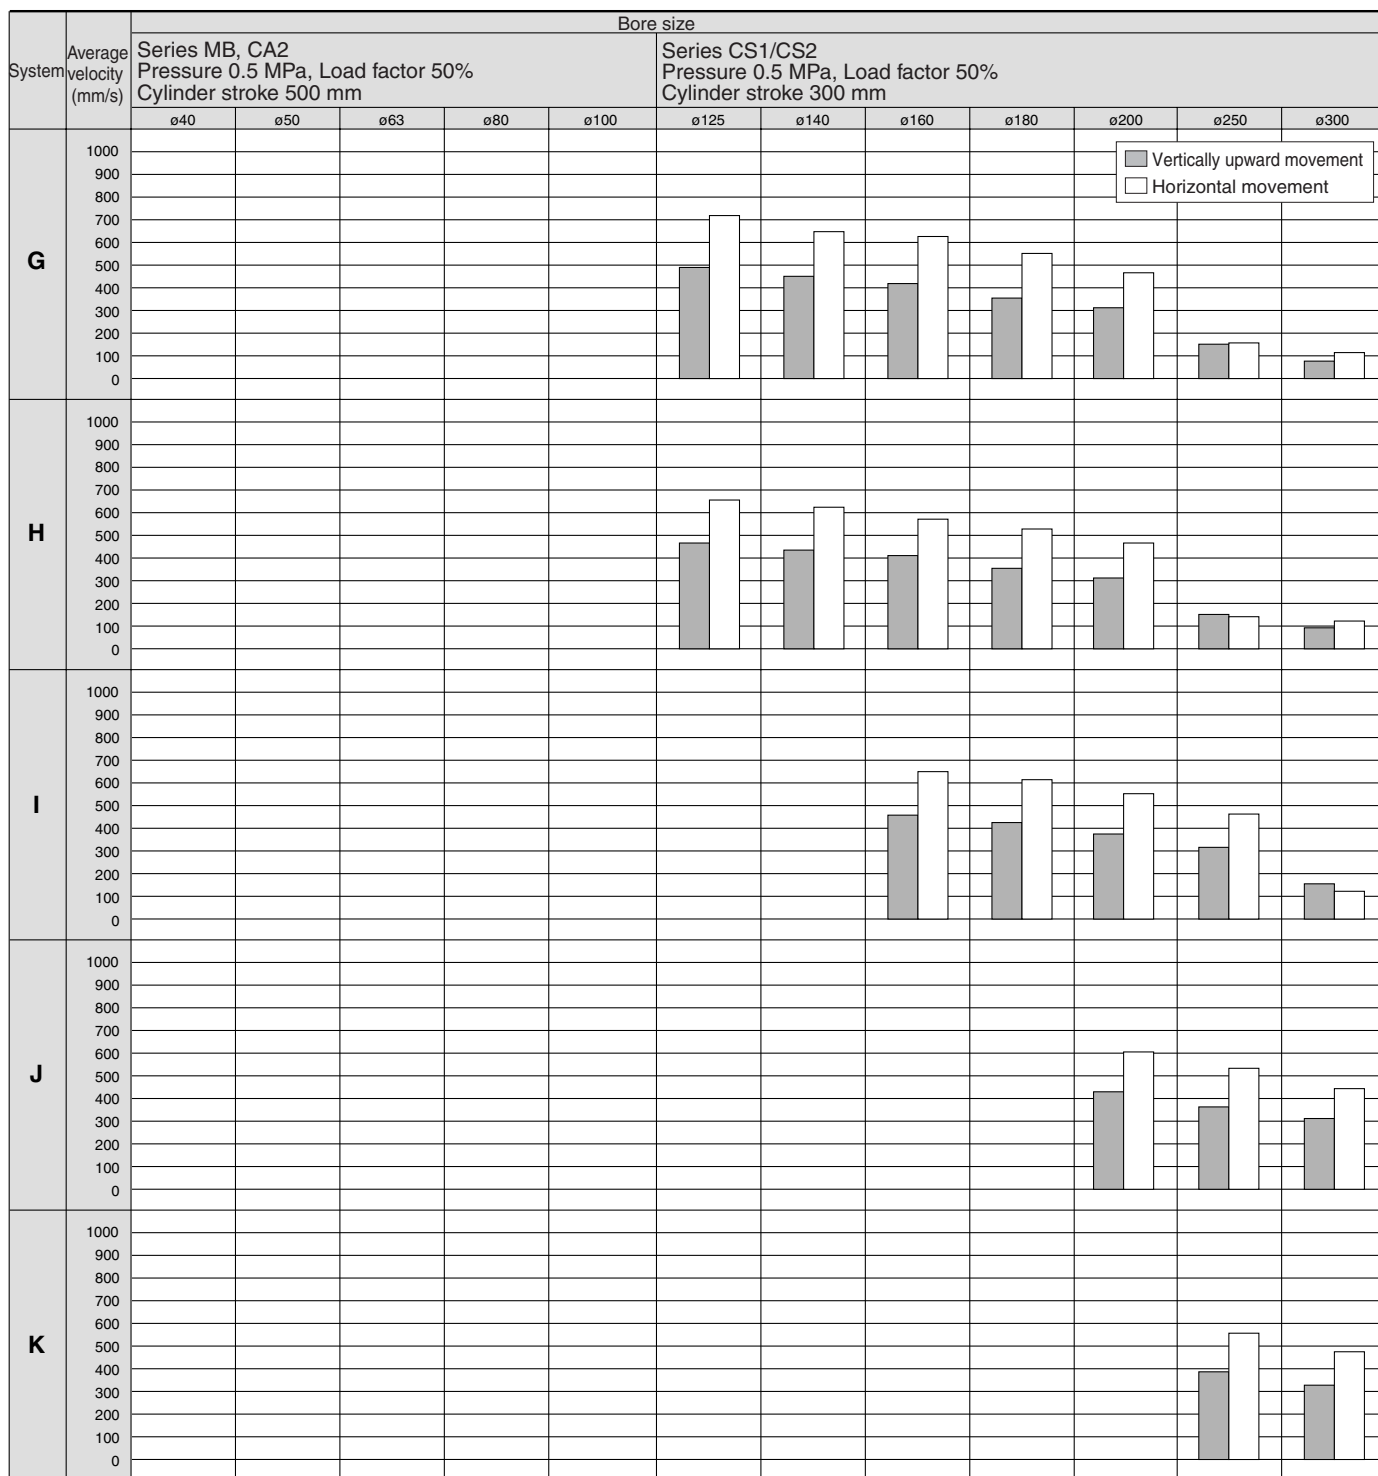 Bore size
System
Average
velocity
(mm/s)
Series MB, CA2
Pressure 0.5 MPa, Load factor 50%
Cylinder stroke 500 mm
Series CS1/CS2
Pressure 0.5 MPa, Load factor 50%
Cylinder stroke 300 mm
ø40 ø50 ø63 ø80 ø100 ø125 ø140 ø160 ø180 ø200 ø250 ø300
Vertically upward movement
Horizontal movement
G
1000
900
800
700
600
500
400
300
200
100
0
H
1000
900
800
700
600
500
400
300
200
100
0
I
1000
900
800
700
600
500
400
300
200
100
0
J
1000
900
800
700
600
500
400
300
200
100
0
K
1000
900
800
700
600
500
400
300
200
100
0